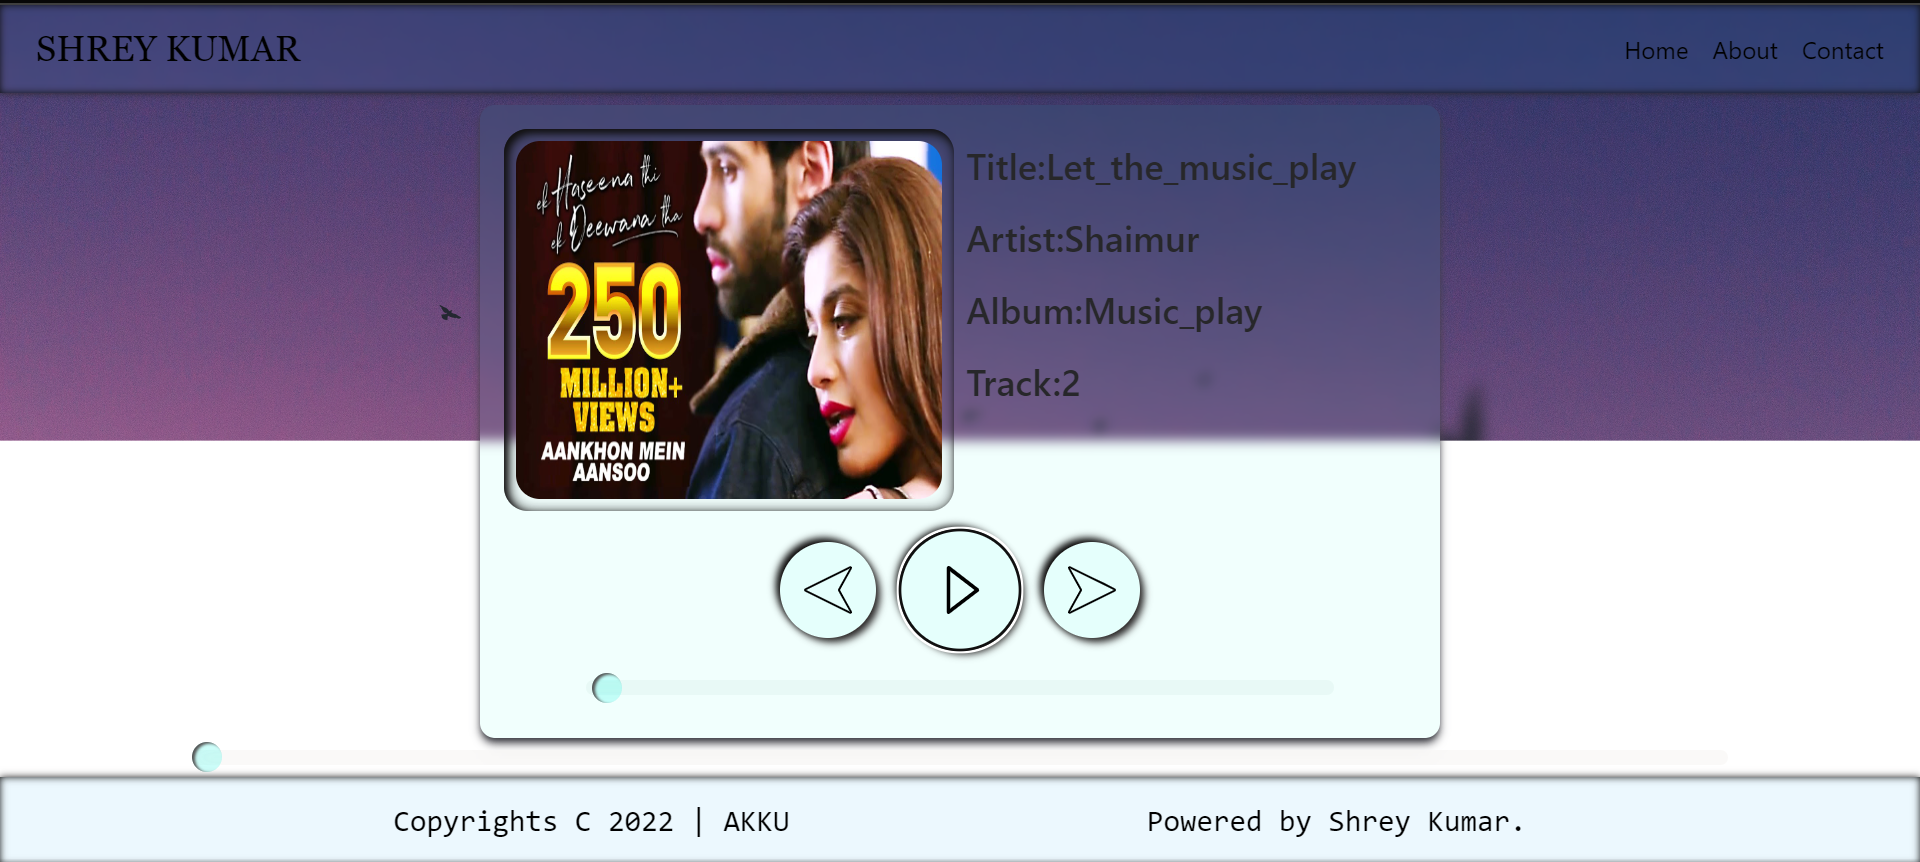 SHREY KUMAR
Home About Contact
ek Haseena thi
ek Deewana tha
250
MILLION+
VIEWS
AANKHON MEIN
AANSOO
Title:Let_the_music_play
Artist:Shaimur
Album:Music_play
Track:2
Copyrights C 2022 | AKKU
Powered by Shrey Kumar.